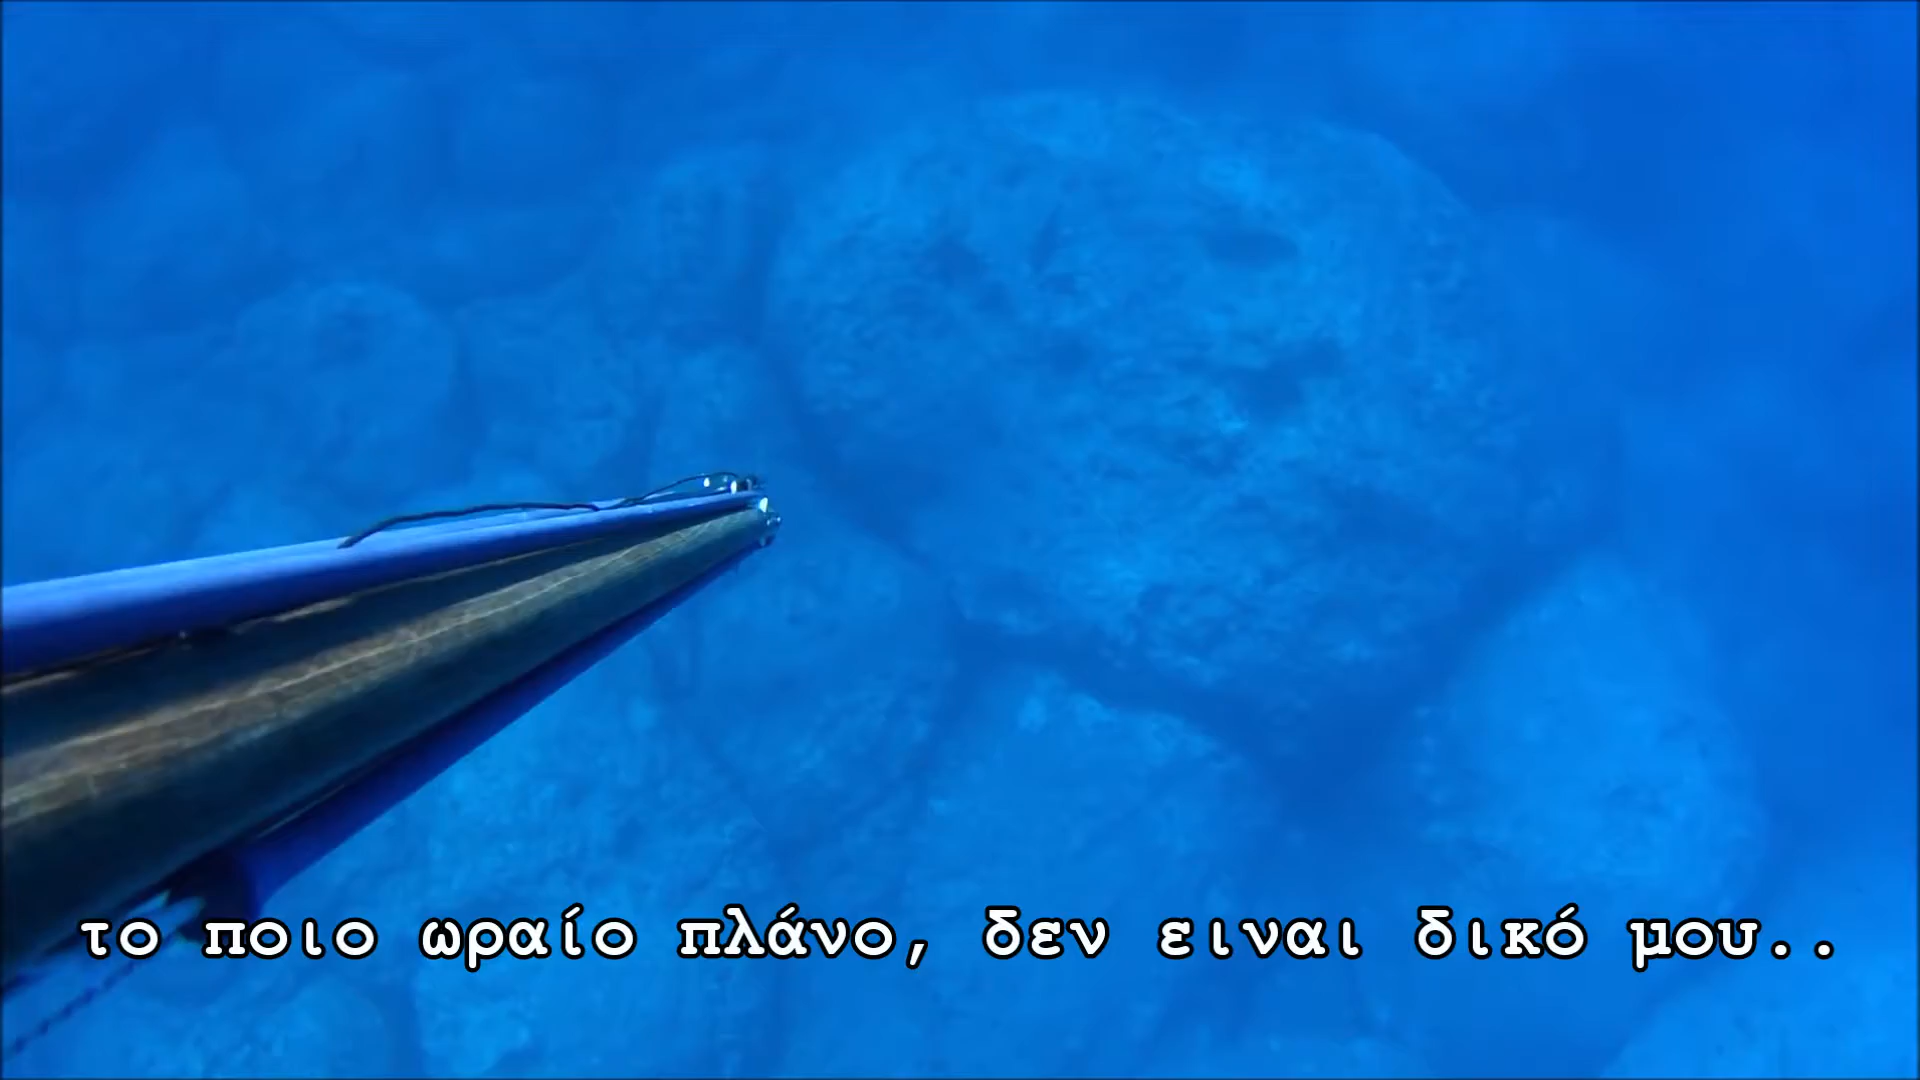 το ποιο ωραίο πλάνο, δεν ειναι δικό μου..